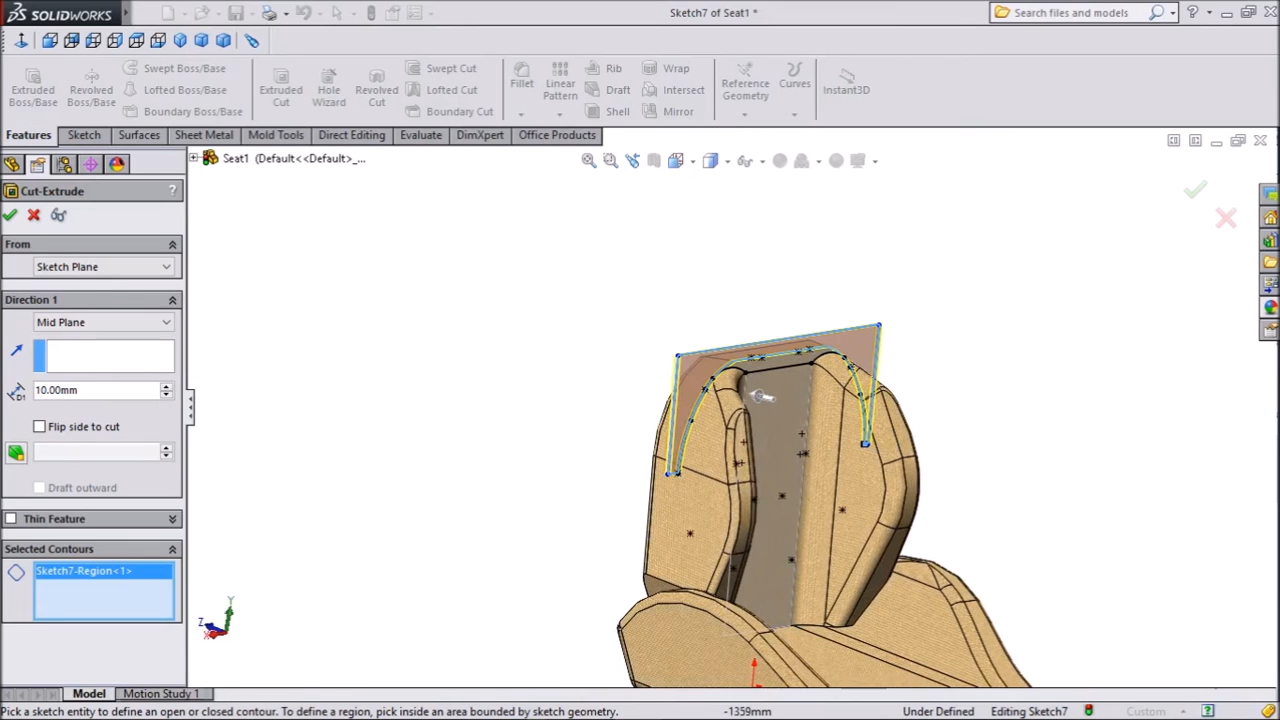 SOLIDWORKS
Sketch7 of Seat1 *
Search files and models
Extruded Boss/Base
Revolved Boss/Base
Swept Boss/Base
Lofted Boss/Base
Boundary Boss/Base
Extruded Cut
Hole Wizard
Revolved Cut
Swept Cut
Lofted Cut
Boundary Cut
Fillet
Linear Pattern
Rib
Draft
Shell
Wrap
Intersect
Mirror
Reference Geometry
Curves
Instant3D
Features
Sketch
Surfaces
Sheet Metal
Mold Tools
Direct Editing
Evaluate
DimXpert
Office Products
Seat1 (Default<<Default>_...
Cut-Extrude
?
From
Sketch Plane
Direction 1
Mid Plane
10.00mm
Flip side to cut
Draft outward
Thin Feature
Selected Contours
Sketch7-Region<1>
Y
Z
X
Model
Motion Study 1
Pick a sketch entity to define an open or closed contour. To define a region, pick inside an area bounded by sketch geometry.
-1359mm
Under Defined
Editing Sketch7
Custom
?